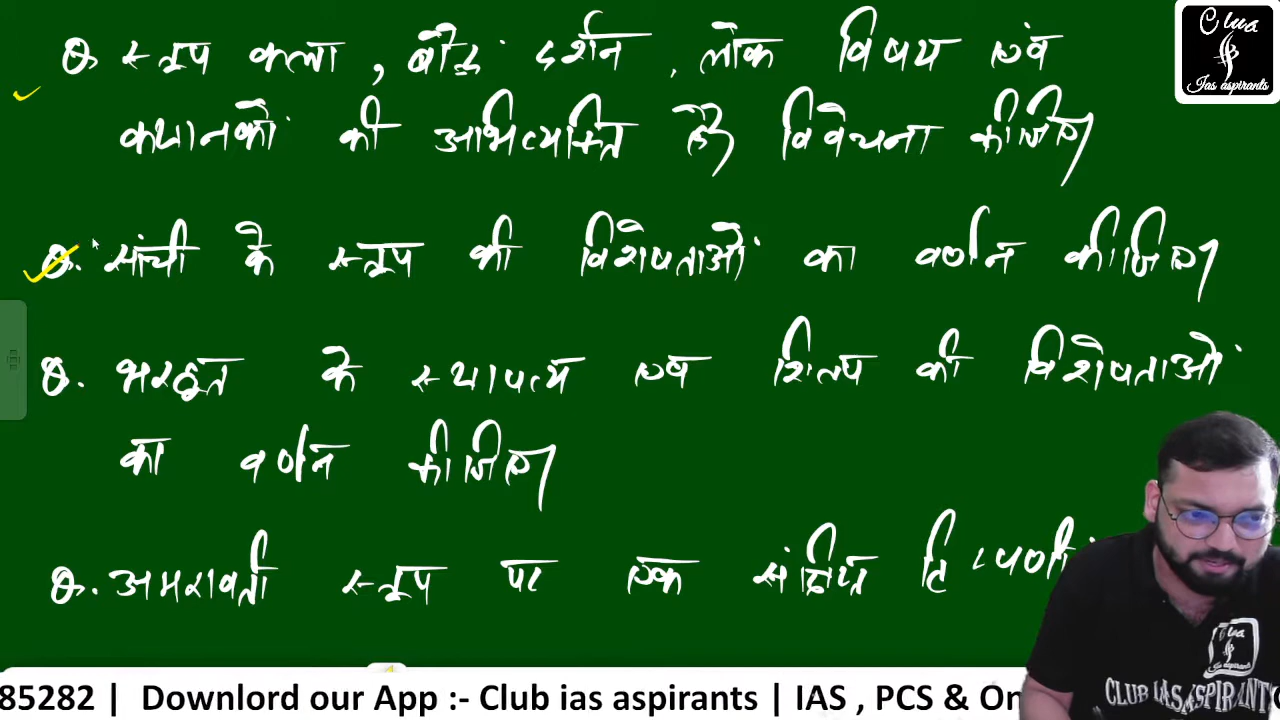 Q. स्तूप कला, बौद्ध दर्शन, लोक विषय एवं
कथानकों की अभिव्यक्ति है। विवेचना कीजिए।
Q. सांची के स्तूप की विशेषताओं का वर्णन कीजिए।
Q. भरहुत के स्थापत्य एवं शिल्प की विशेषताओं
का वर्णन कीजिए।
Q. अमरावती स्तूप पर एक संक्षिप्त
Club
Ias aspirants
CLUB IAS ASPIRANTS
85282 | Downlord our App :- Club ias aspirants | IAS , PCS & On